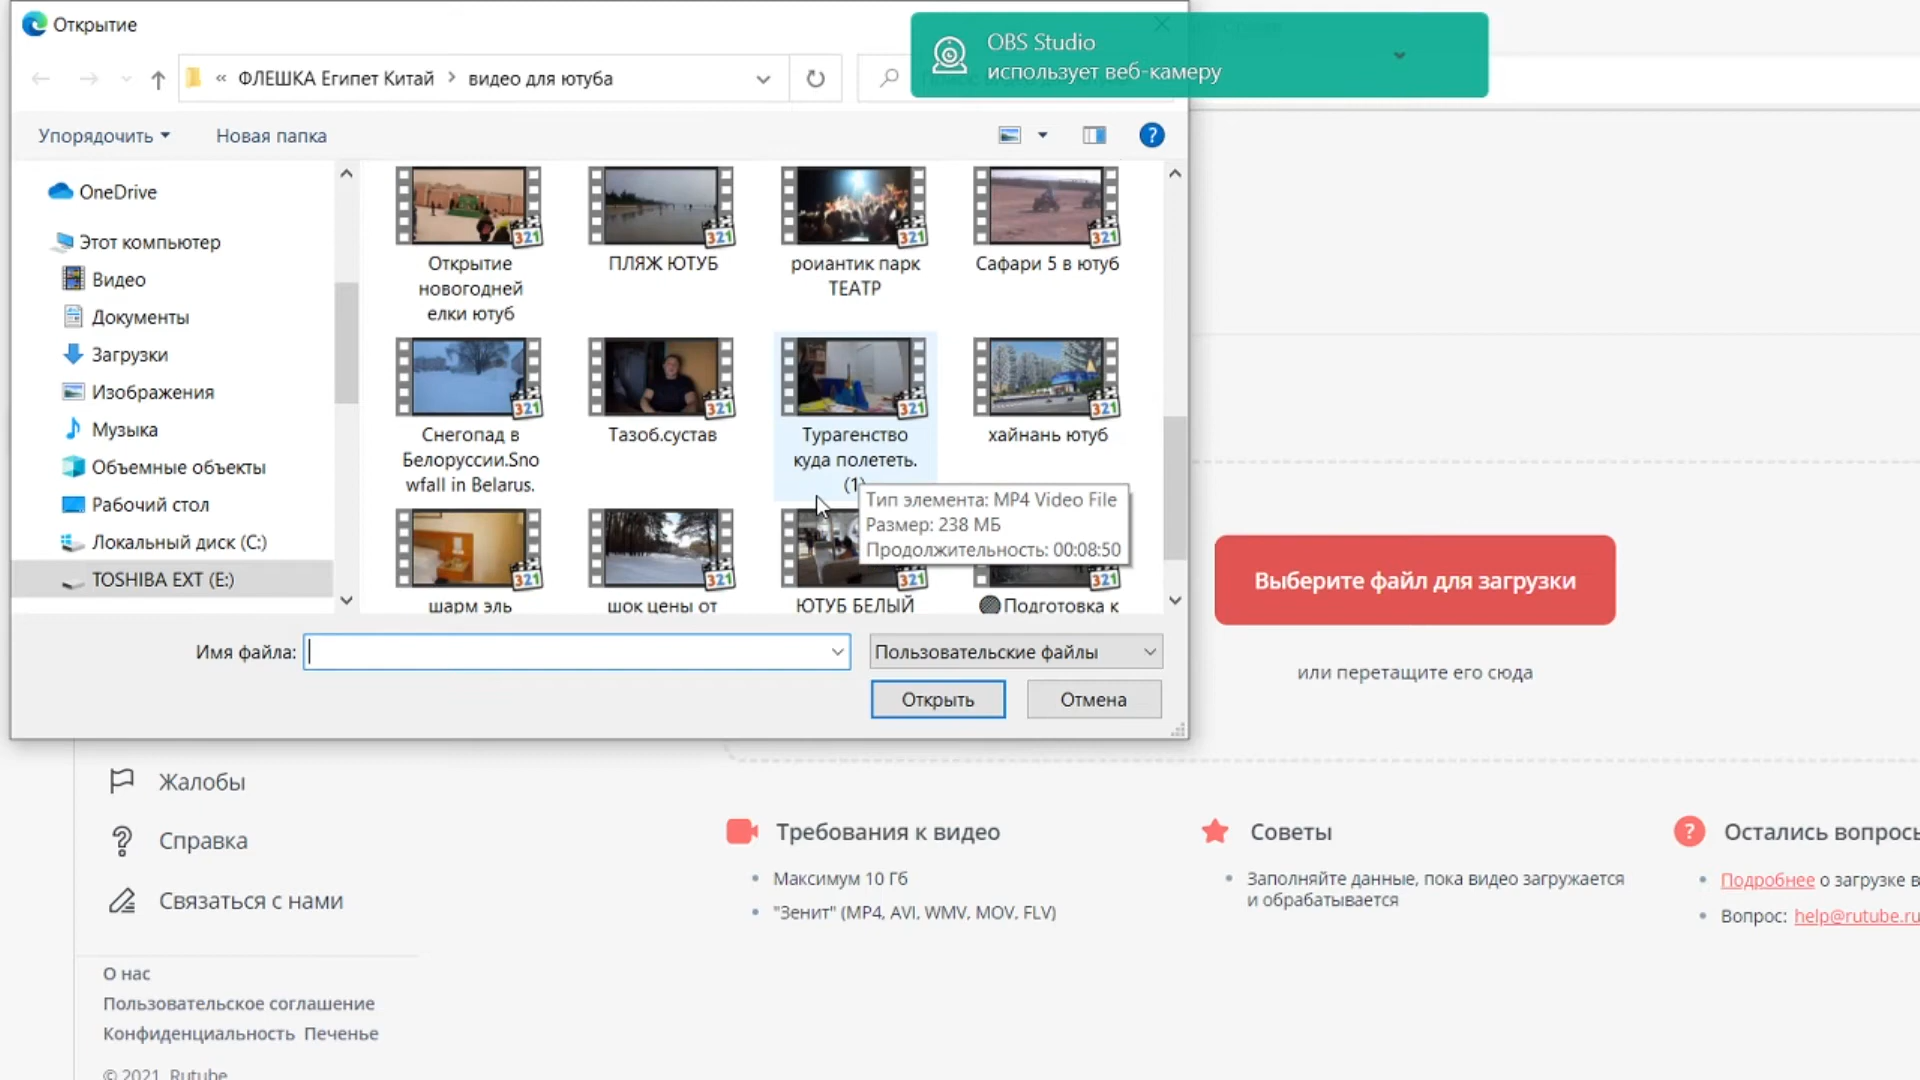 Открытие
OBS Studio
использует веб-камеру
« ФЛЕШКА Египет Китай > видео для ютуба
Упорядочить
Новая папка
OneDrive
Этот компьютер
Видео
Документы
Загрузки
Изображения
Музыка
Объемные объекты
Рабочий стол
Локальный диск (C:)
TOSHIBA EXT (E:)
Открытие
новогодней
елки ютуб
ПЛЯЖ ЮТУБ
роиантик парк
ТЕАТР
Сафари 5 в ютуб
Снегопад в
Белоруссии.Sno
wfall in Belarus.
Тазоб.сустав
Турагенство
куда полететь.
(1)
хайнань ютуб
Тип элемента: MP4 Video File
Размер: 238 МБ
Продолжительность: 00:08:50
шарм эль
шок цены от
ЮТУБ БЕЛЫЙ
Подготовка к
Имя файла:
Пользовательские файлы
Открыть
Отмена
Выберите файл для загрузки
или перетащите его сюда
Жалобы
Справка
Связаться с нами
О нас
Пользовательское соглашение
Конфиденциальность Печенье
© 2021, Rutube
Требования к видео
Максимум 10 Гб
"Зенит" (MP4, AVI, WMV, MOV, FLV)
Советы
Заполняйте данные, пока видео загружается
и обрабатывается
Остались вопросы
Подробнее о загрузке в
Вопрос: help@rutube.ru